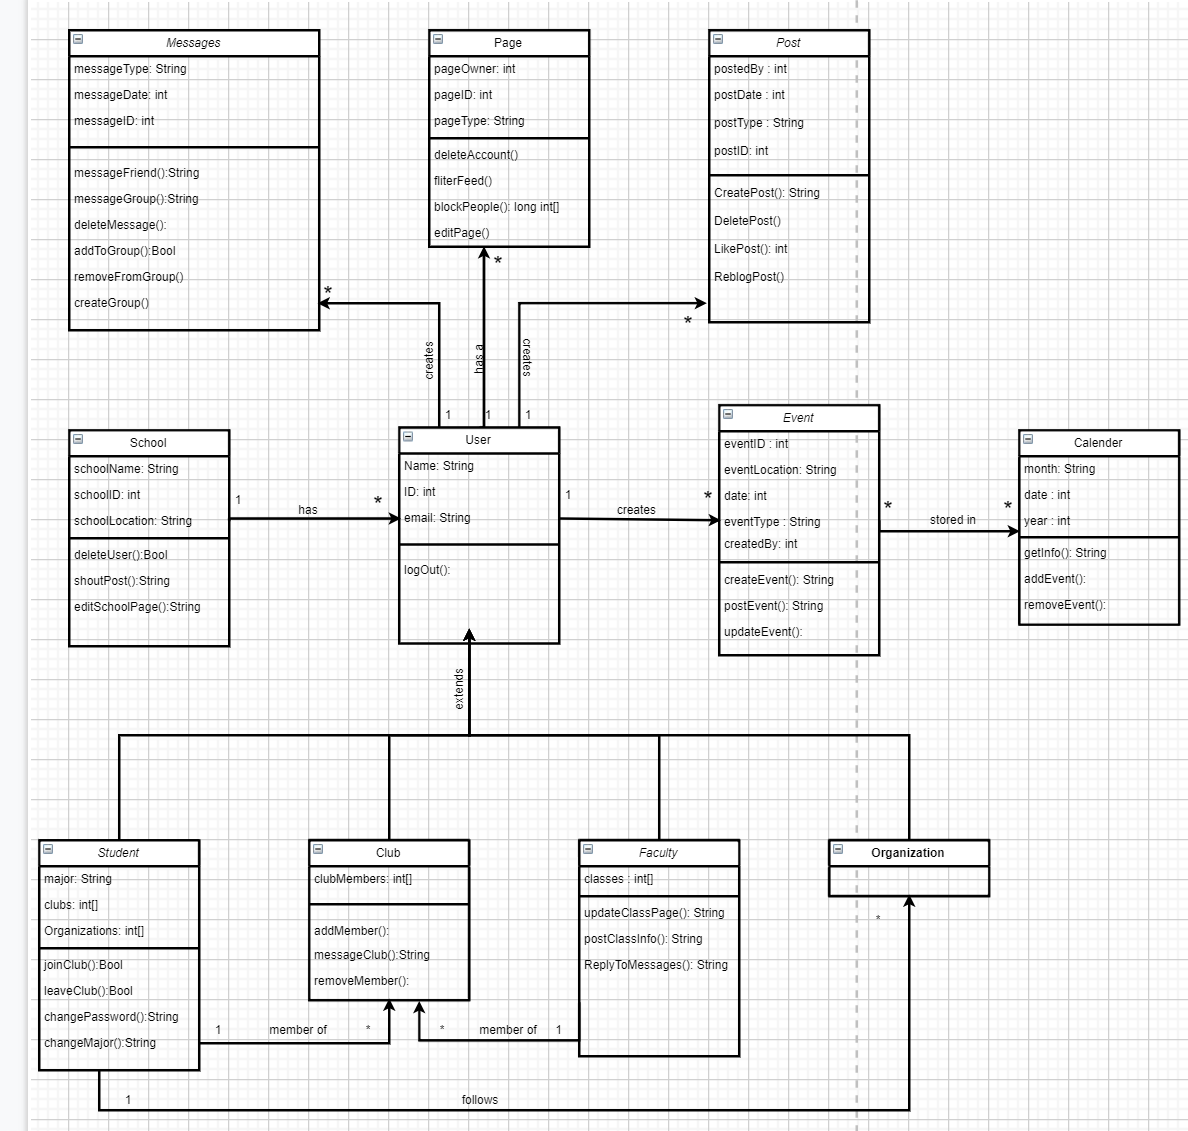 Messages
messageType: String
messageDate: int
messageID: int
messageFriend():String
messageGroup():String
deleteMessage():
addToGroup():Bool
removeFromGroup()
createGroup()
Page
pageOwner: int
pageID: int
pageType: String
deleteAccount()
fliterFeed()
blockPeople(): long int[]
editPage()
Post
postedBy : int
postDate : int
postType : String
postID: int
CreatePost(): String
DeletePost()
LikePost(): int
ReblogPost()
*
*
*
creates
has a
creates
1
1
1
School
schoolName: String
schoolID: int
schoolLocation: String
deleteUser():Bool
shoutPost():String
editSchoolPage():String
1
has
*
User
Name: String
ID: int
email: String
logOut():
1
creates
*
Event
eventID : int
eventLocation: String
date: int
eventType : String
createdBy: int
createEvent(): String
postEvent(): String
updateEvent():
*
stored in
*
Calender
month: String
date : int
year : int
getInfo(): String
addEvent():
removeEvent():
extends
Student
major: String
clubs: int[]
Organizations: int[]
joinClub():Bool
leaveClub():Bool
changePassword():String
changeMajor():String
Club
clubMembers: int[]
addMember():
messageClub():String
removeMember():
Faculty
classes : int[]
updateClassPage(): String
postClassInfo(): String
ReplyToMessages(): String
Organization
*
1
member of
*
*
member of
1
1
follows